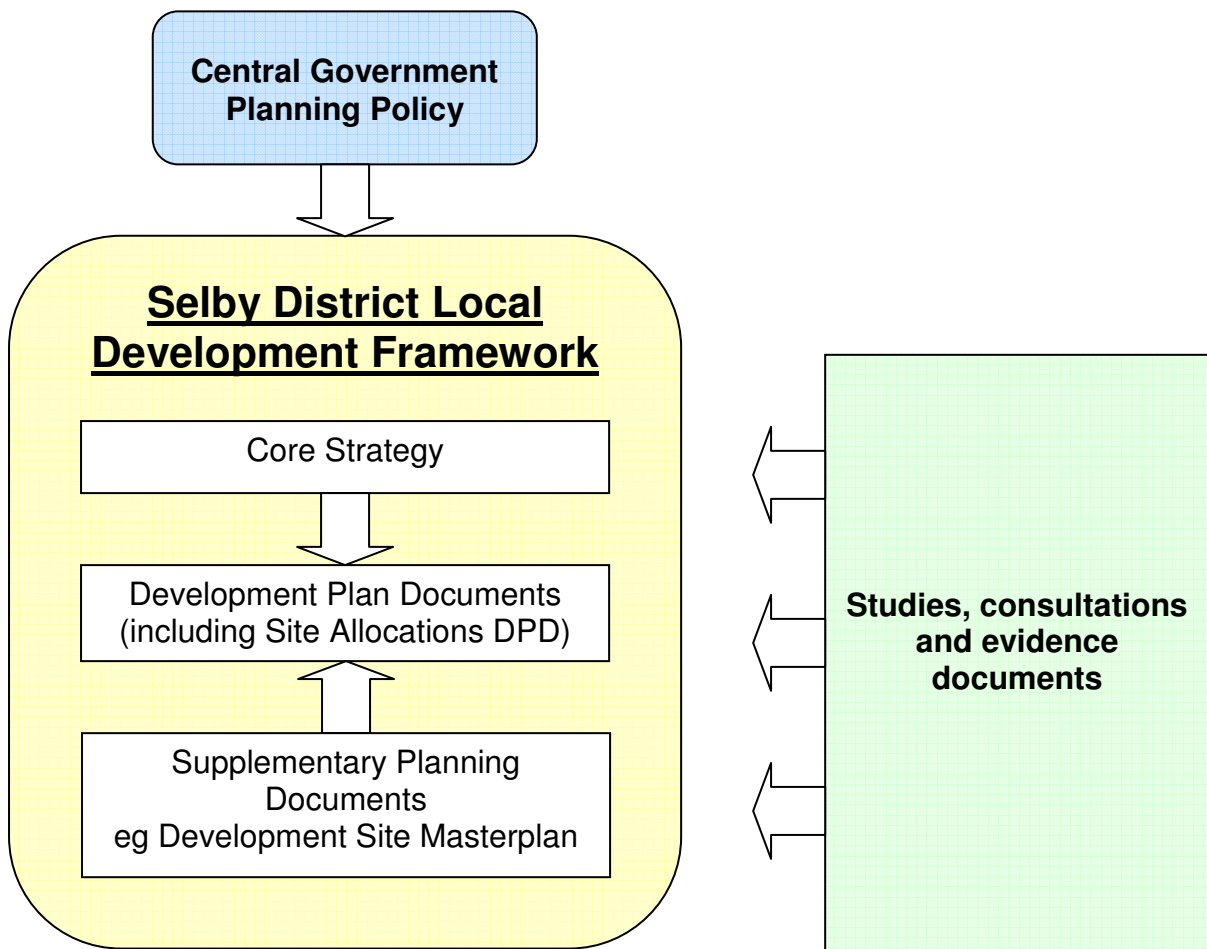 Central Government
Planning Policy
Selby District Local
Development Framework
Core Strategy
Development Plan Documents
(including Site Allocations DPD)
Supplementary Planning
Documents
eg Development Site Masterplan
Studies, consultations
and evidence
documents